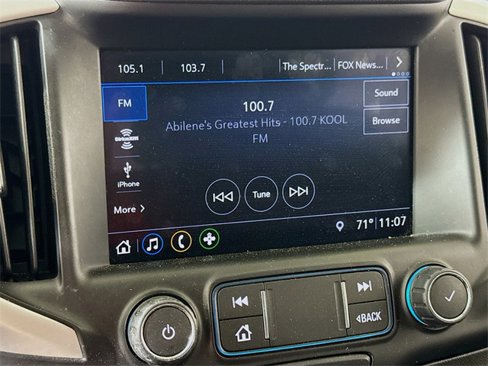 105.1 103.7 The Spectr... FOX News...
FM
Sound
100.7
Abilene's Greatest Hits - 100.7 KOOL
FM
Browse
SiriusXM
iPhone
Tune
More
71° 11:07
BACK